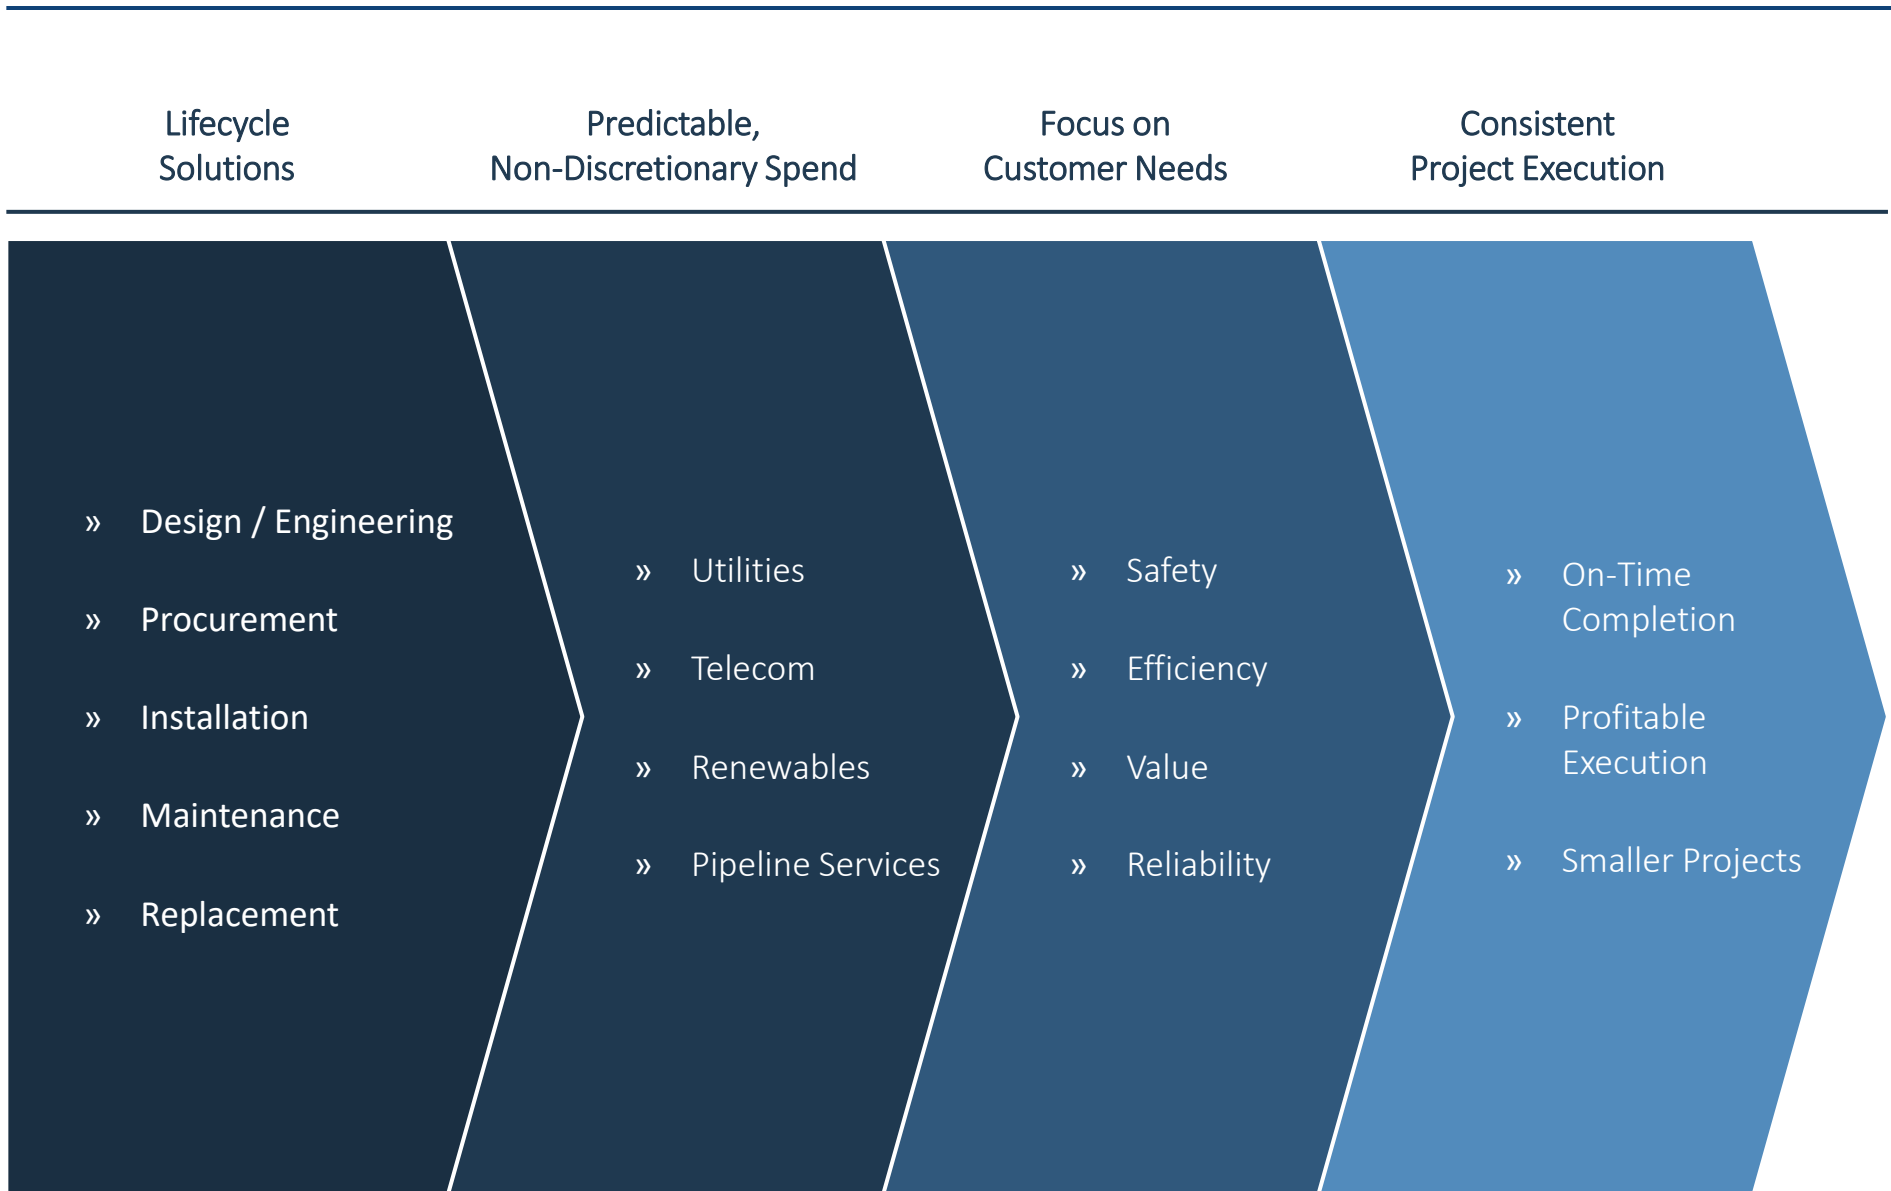 Lifecycle
Solutions
Predictable,
Non-Discretionary Spend
Focus on
Customer Needs
Consistent
Project Execution
» Design / Engineering
» Procurement
» Installation
» Maintenance
» Replacement
» Utilities
» Telecom
» Renewables
» Pipeline Services
» Safety
» Efficiency
» Value
» Reliability
» On-Time
Completion
» Profitable
Execution
» Smaller Projects